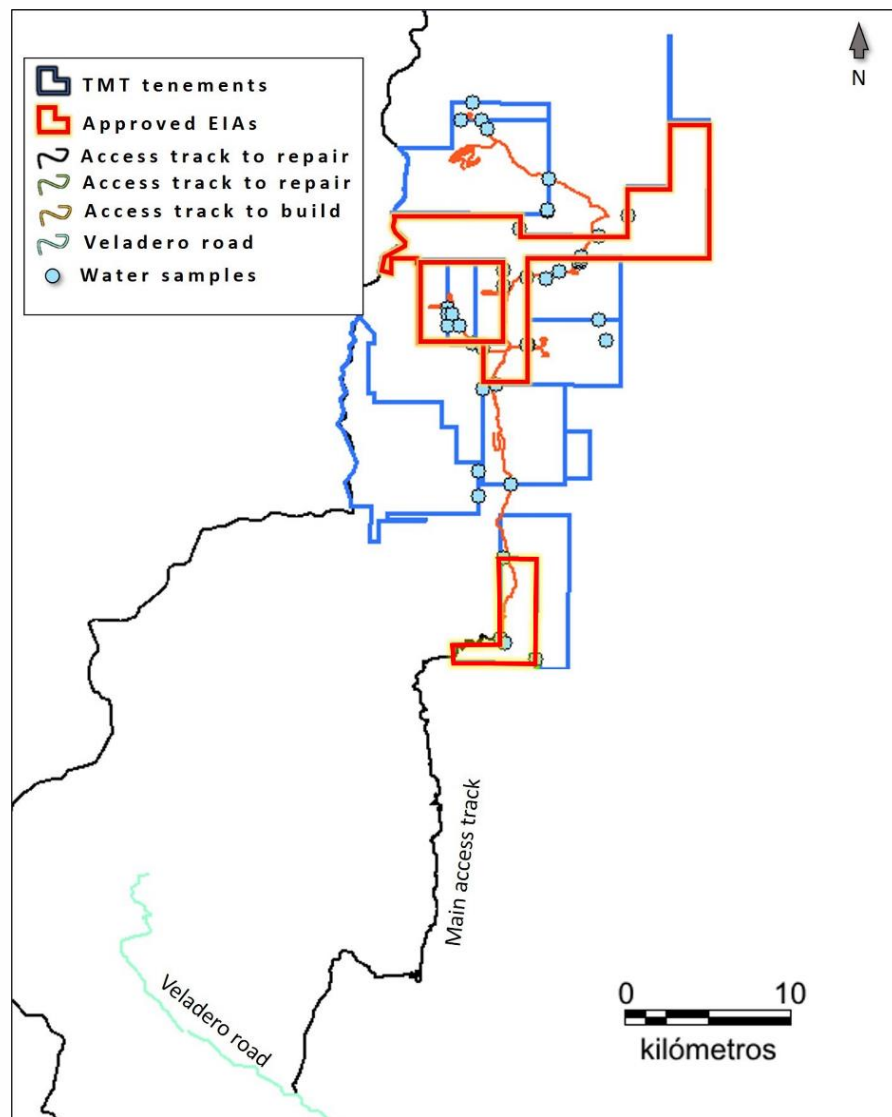 N
TMT tenements
Approved EIAs
Access track to repair
Access track to repair
Access track to build
Veladero road
Water samples
Main access track
Veladero road
0 10
kilómetros